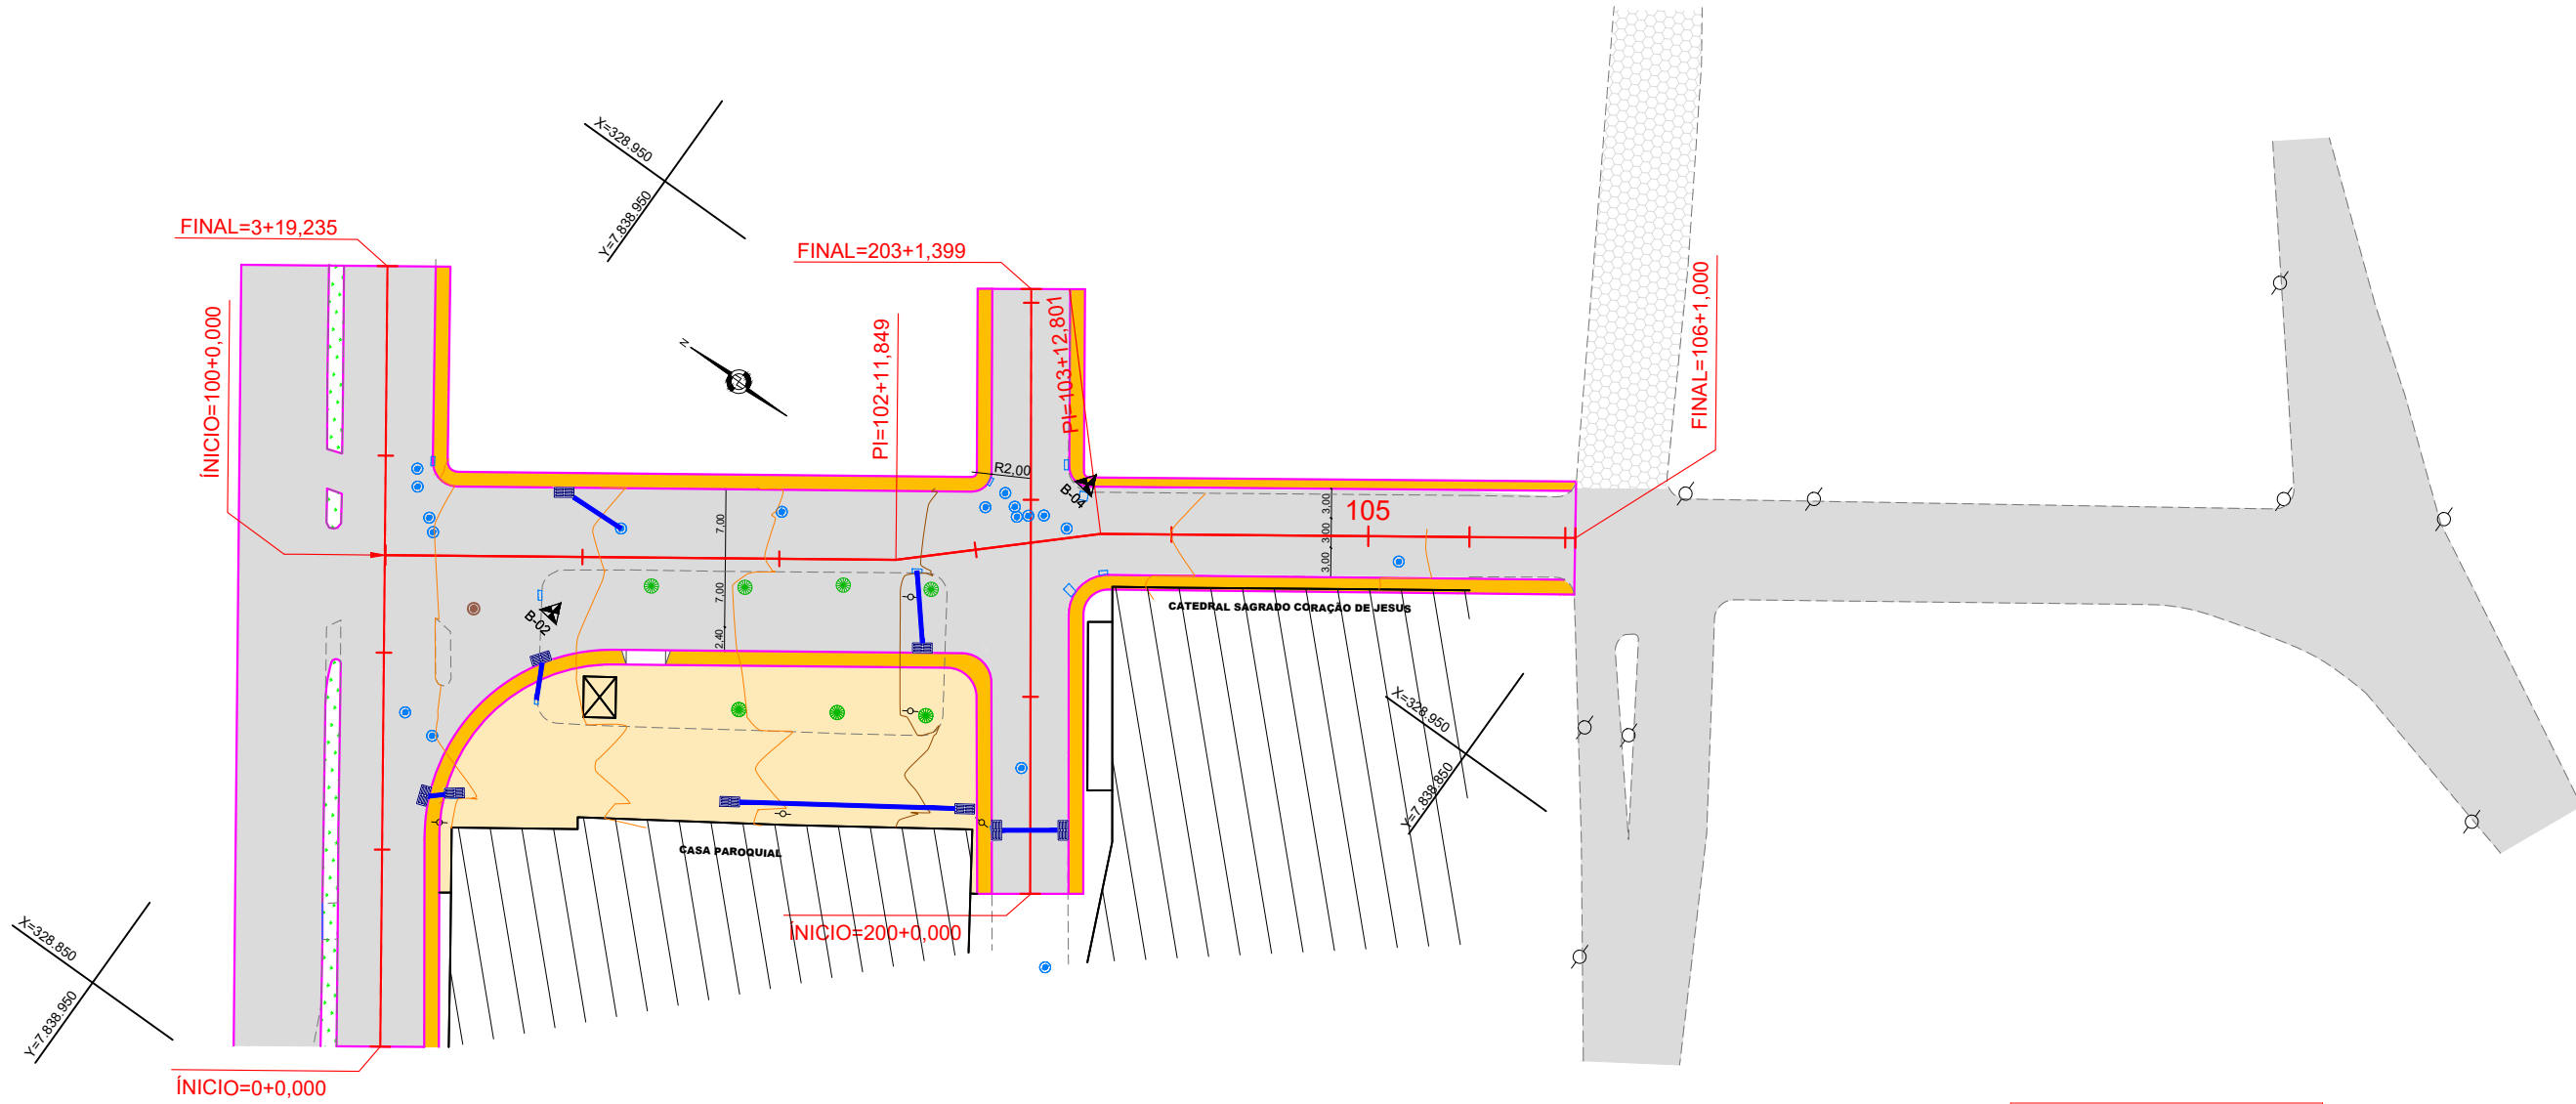 X=328.950
Y=7.838.950
FINAL=3+19,235
FINAL=203+1,399
ÍNICIO=100+0,000
N
PI=102+11,849
PI=103+12,801
FINAL=106+1,000
R2,00
B-04
105
7,00
7,00
2,40
3,00
3,00
3,00
B-02
CATEDRAL SAGRADO CORAÇÃO DE JESUS
X=328.950
Y=7.838.850
CASA PAROQUIAL
ÍNICIO=200+0,000
X=328.850
Y=7.838.950
ÍNICIO=0+0,000